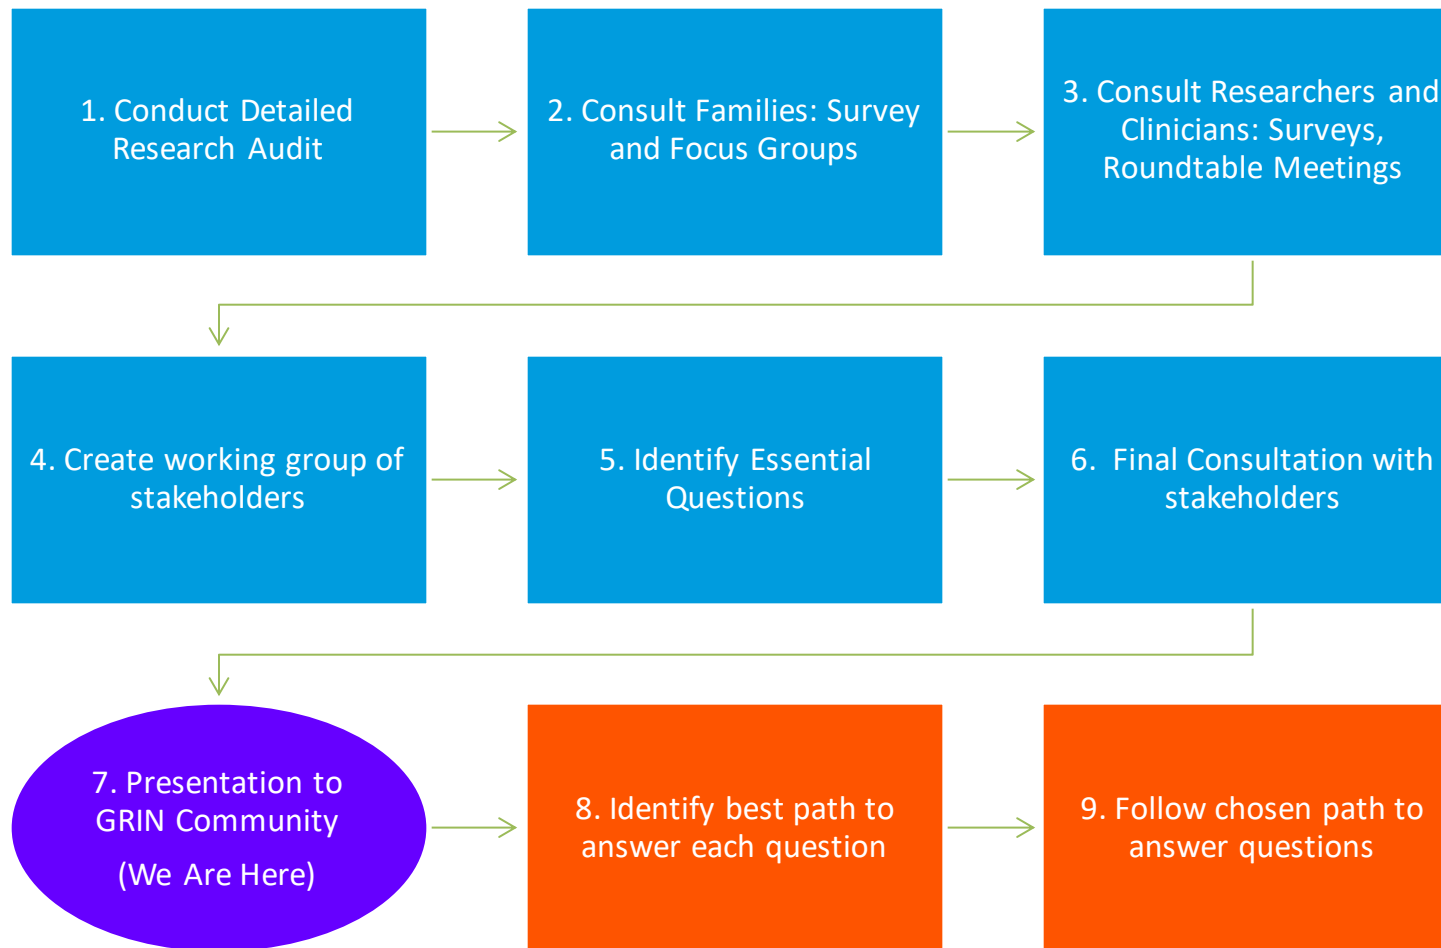 1. Conduct Detailed
Research Audit
2. Consult Families: Survey
and Focus Groups
3. Consult Researchers and
Clinicians: Surveys,
Roundtable Meetings
4. Create working group of
stakeholders
5. Identify Essential
Questions
6. Final Consultation with
stakeholders
7. Presentation to
GRIN Community
(We Are Here)
8. Identify best path to
answer each question
9. Follow chosen path to
answer questions